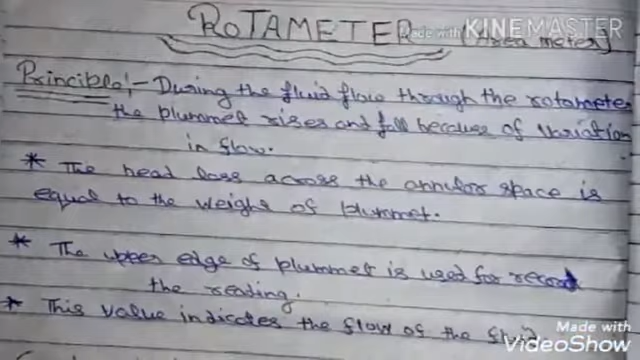 ROTAMETER (Area meter)
Made with KINEMASTER
Principle:- During the fluid flow through the rotameter
the plummet rises and fall because of variation
in flow.
* The head loss across the annular space is
equal to the weight of plummet.
* The upper edge of plummet is used for record
the reading.
* This value indicates the flow of the fluid
Made with
VideoShow